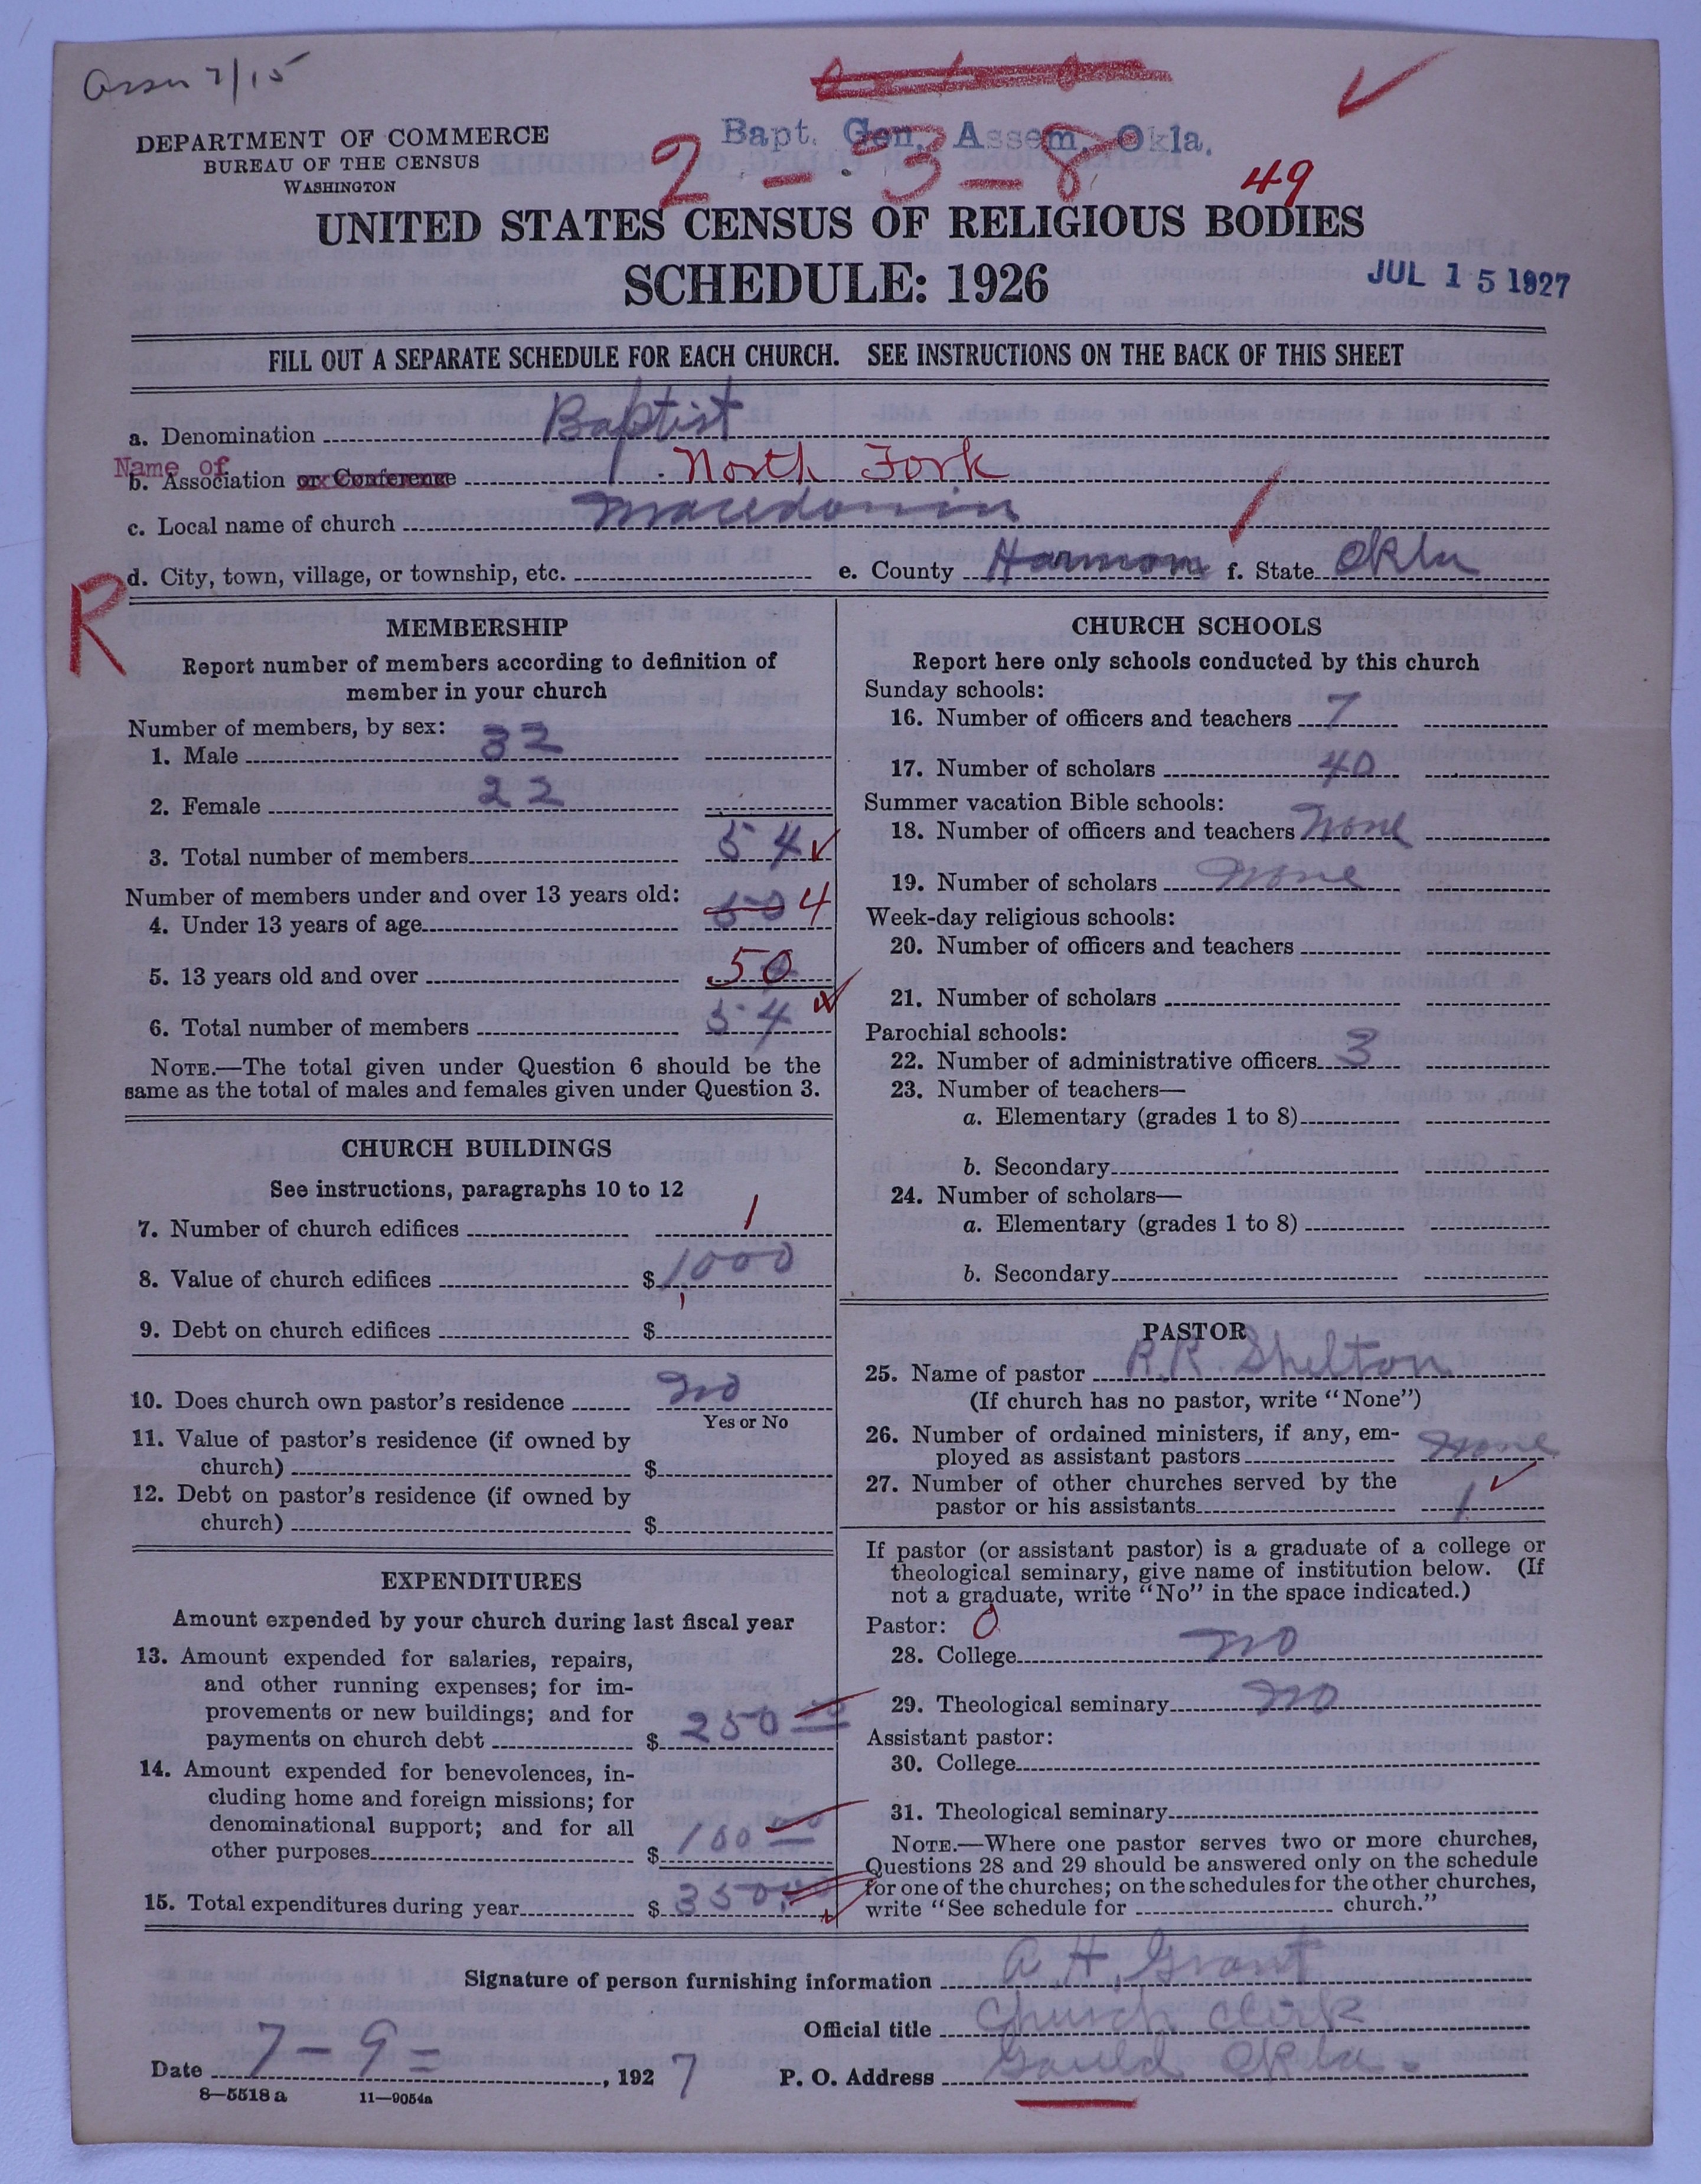 Assn 7/15
DEPARTMENT OF COMMERCE
BUREAU OF THE CENSUS
WASHINGTON
Bapt. Gen. Assem. Okla.
2-3-8
49
UNITED STATES CENSUS OF RELIGIOUS BODIES
SCHEDULE: 1926
JUL 15 1927
FILL OUT A SEPARATE SCHEDULE FOR EACH CHURCH. SEE INSTRUCTIONS ON THE BACK OF THIS SHEET
a. Denomination Baptist
Name of
b. Association or Conference North Fork
c. Local name of church Macedonia
d. City, town, village, or township, etc. e. County Harmon f. State Okla
R
MEMBERSHIP
Report number of members according to definition of
member in your church
Number of members, by sex:
1. Male 32
2. Female 22
3. Total number of members 54
Number of members under and over 13 years old:
4. Under 13 years of age 50 4
5. 13 years old and over 50
6. Total number of members 54
NOTE.—The total given under Question 6 should be the
same as the total of males and females given under Question 3.
CHURCH BUILDINGS
See instructions, paragraphs 10 to 12
7. Number of church edifices 1
8. Value of church edifices $1000
9. Debt on church edifices $
10. Does church own pastor's residence no
Yes or No
11. Value of pastor's residence (if owned by
church) $
12. Debt on pastor's residence (if owned by
church) $
EXPENDITURES
Amount expended by your church during last fiscal year
13. Amount expended for salaries, repairs,
and other running expenses; for im-
provements or new buildings; and for
payments on church debt $ 250 00
14. Amount expended for benevolences, in-
cluding home and foreign missions; for
denominational support; and for all
other purposes $ 100 00
15. Total expenditures during year $ 350.00
CHURCH SCHOOLS
Report here only schools conducted by this church
Sunday schools:
16. Number of officers and teachers 7
17. Number of scholars 40
Summer vacation Bible schools:
18. Number of officers and teachers none
19. Number of scholars none
Week-day religious schools:
20. Number of officers and teachers
21. Number of scholars
Parochial schools:
22. Number of administrative officers 3
23. Number of teachers—
a. Elementary (grades 1 to 8)
b. Secondary
24. Number of scholars—
a. Elementary (grades 1 to 8)
b. Secondary
PASTOR
25. Name of pastor R.R. Shelton
(If church has no pastor, write "None")
26. Number of ordained ministers, if any, em-
ployed as assistant pastors none
27. Number of other churches served by the
pastor or his assistants 1
If pastor (or assistant pastor) is a graduate of a college or
theological seminary, give name of institution below. (If
not a graduate, write "No" in the space indicated.)
Pastor: 0
28. College no
29. Theological seminary no
Assistant pastor:
30. College
31. Theological seminary
NOTE.—Where one pastor serves two or more churches,
Questions 28 and 29 should be answered only on the schedule
for one of the churches; on the schedules for the other churches,
write "See schedule for church."
Signature of person furnishing information A. H. Grant
Official title Church Clerk
Date 7-9= , 1927 P. O. Address Gould Okla.
8-5518 a 11-9054a